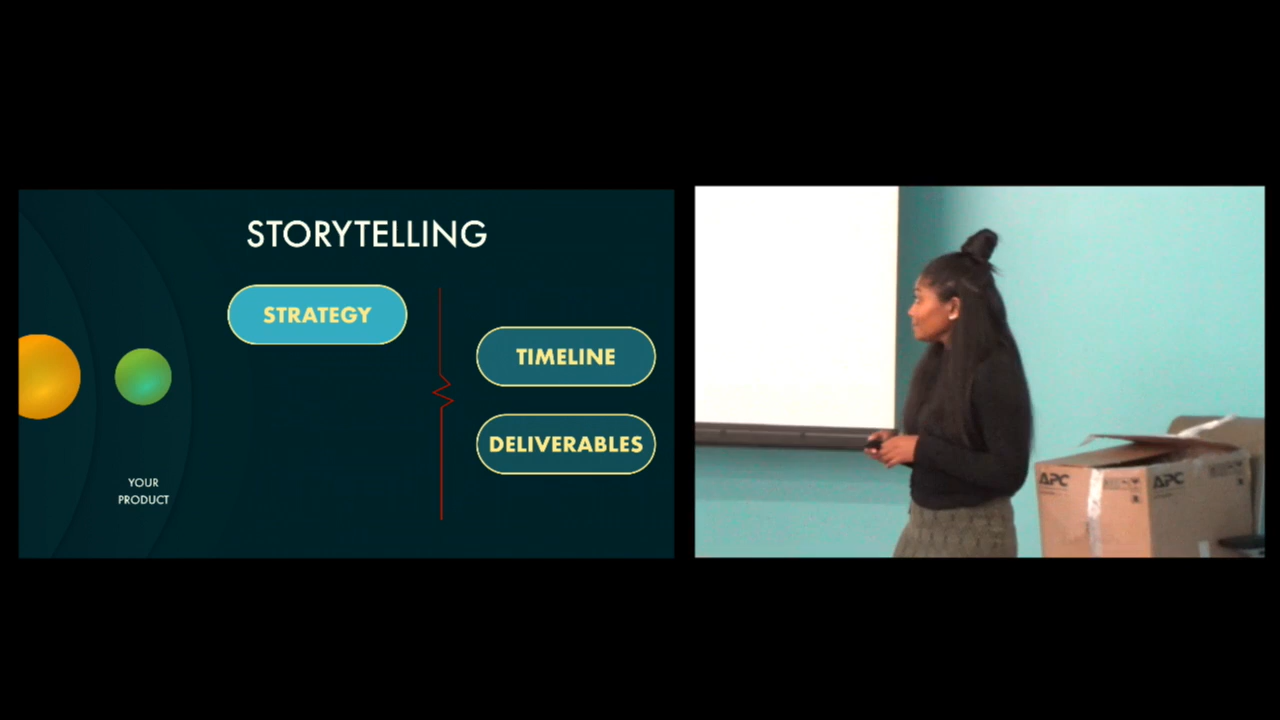 STORYTELLING
STRATEGY
TIMELINE
DELIVERABLES
YOUR
PRODUCT
APC
APC